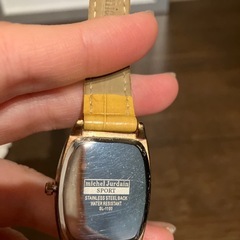 michel Jurdain
SPORT
STAINLESS STEEL BACK
WATER RESISTANT